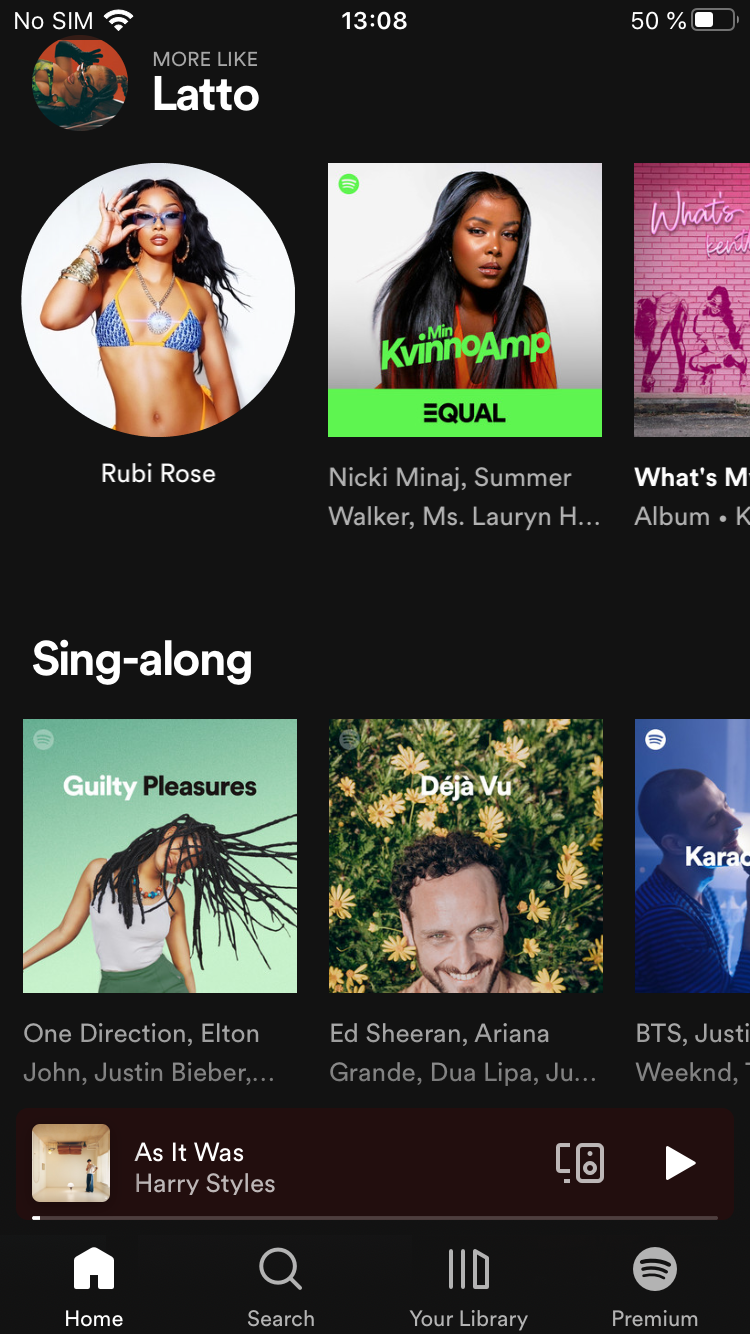 No SIM 13:08 50 %
MORE LIKE
Latto
What's
Min
KvinnoAmp
EQUAL
Rubi Rose
Nicki Minaj, Summer
Walker, Ms. Lauryn H...
What's M
Album • K
Sing-along
Guilty Pleasures
Déjà Vu
Karao
One Direction, Elton
John, Justin Bieber,...
Ed Sheeran, Ariana
Grande, Dua Lipa, Ju...
BTS, Justi
Weeknd, T
As It Was
Harry Styles
Home
Search
Your Library
Premium